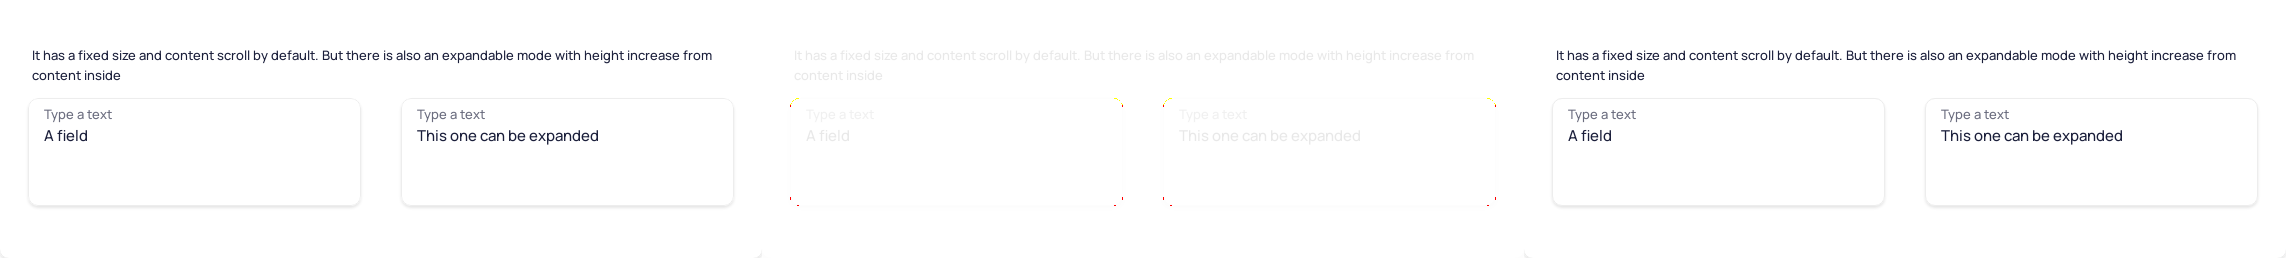 It has a fixed size and content scroll by default. But there is also an expandable mode with height increase from
content inside
Type a text
A field
Type a text
This one can be expanded
It has a fixed size and content scroll by default. But there is also an expandable mode with height increase from
content inside
Type a text
A field
Type a text
This one can be expanded
It has a fixed size and content scroll by default. But there is also an expandable mode with height increase from
content inside
Type a text
A field
Type a text
This one can be expanded